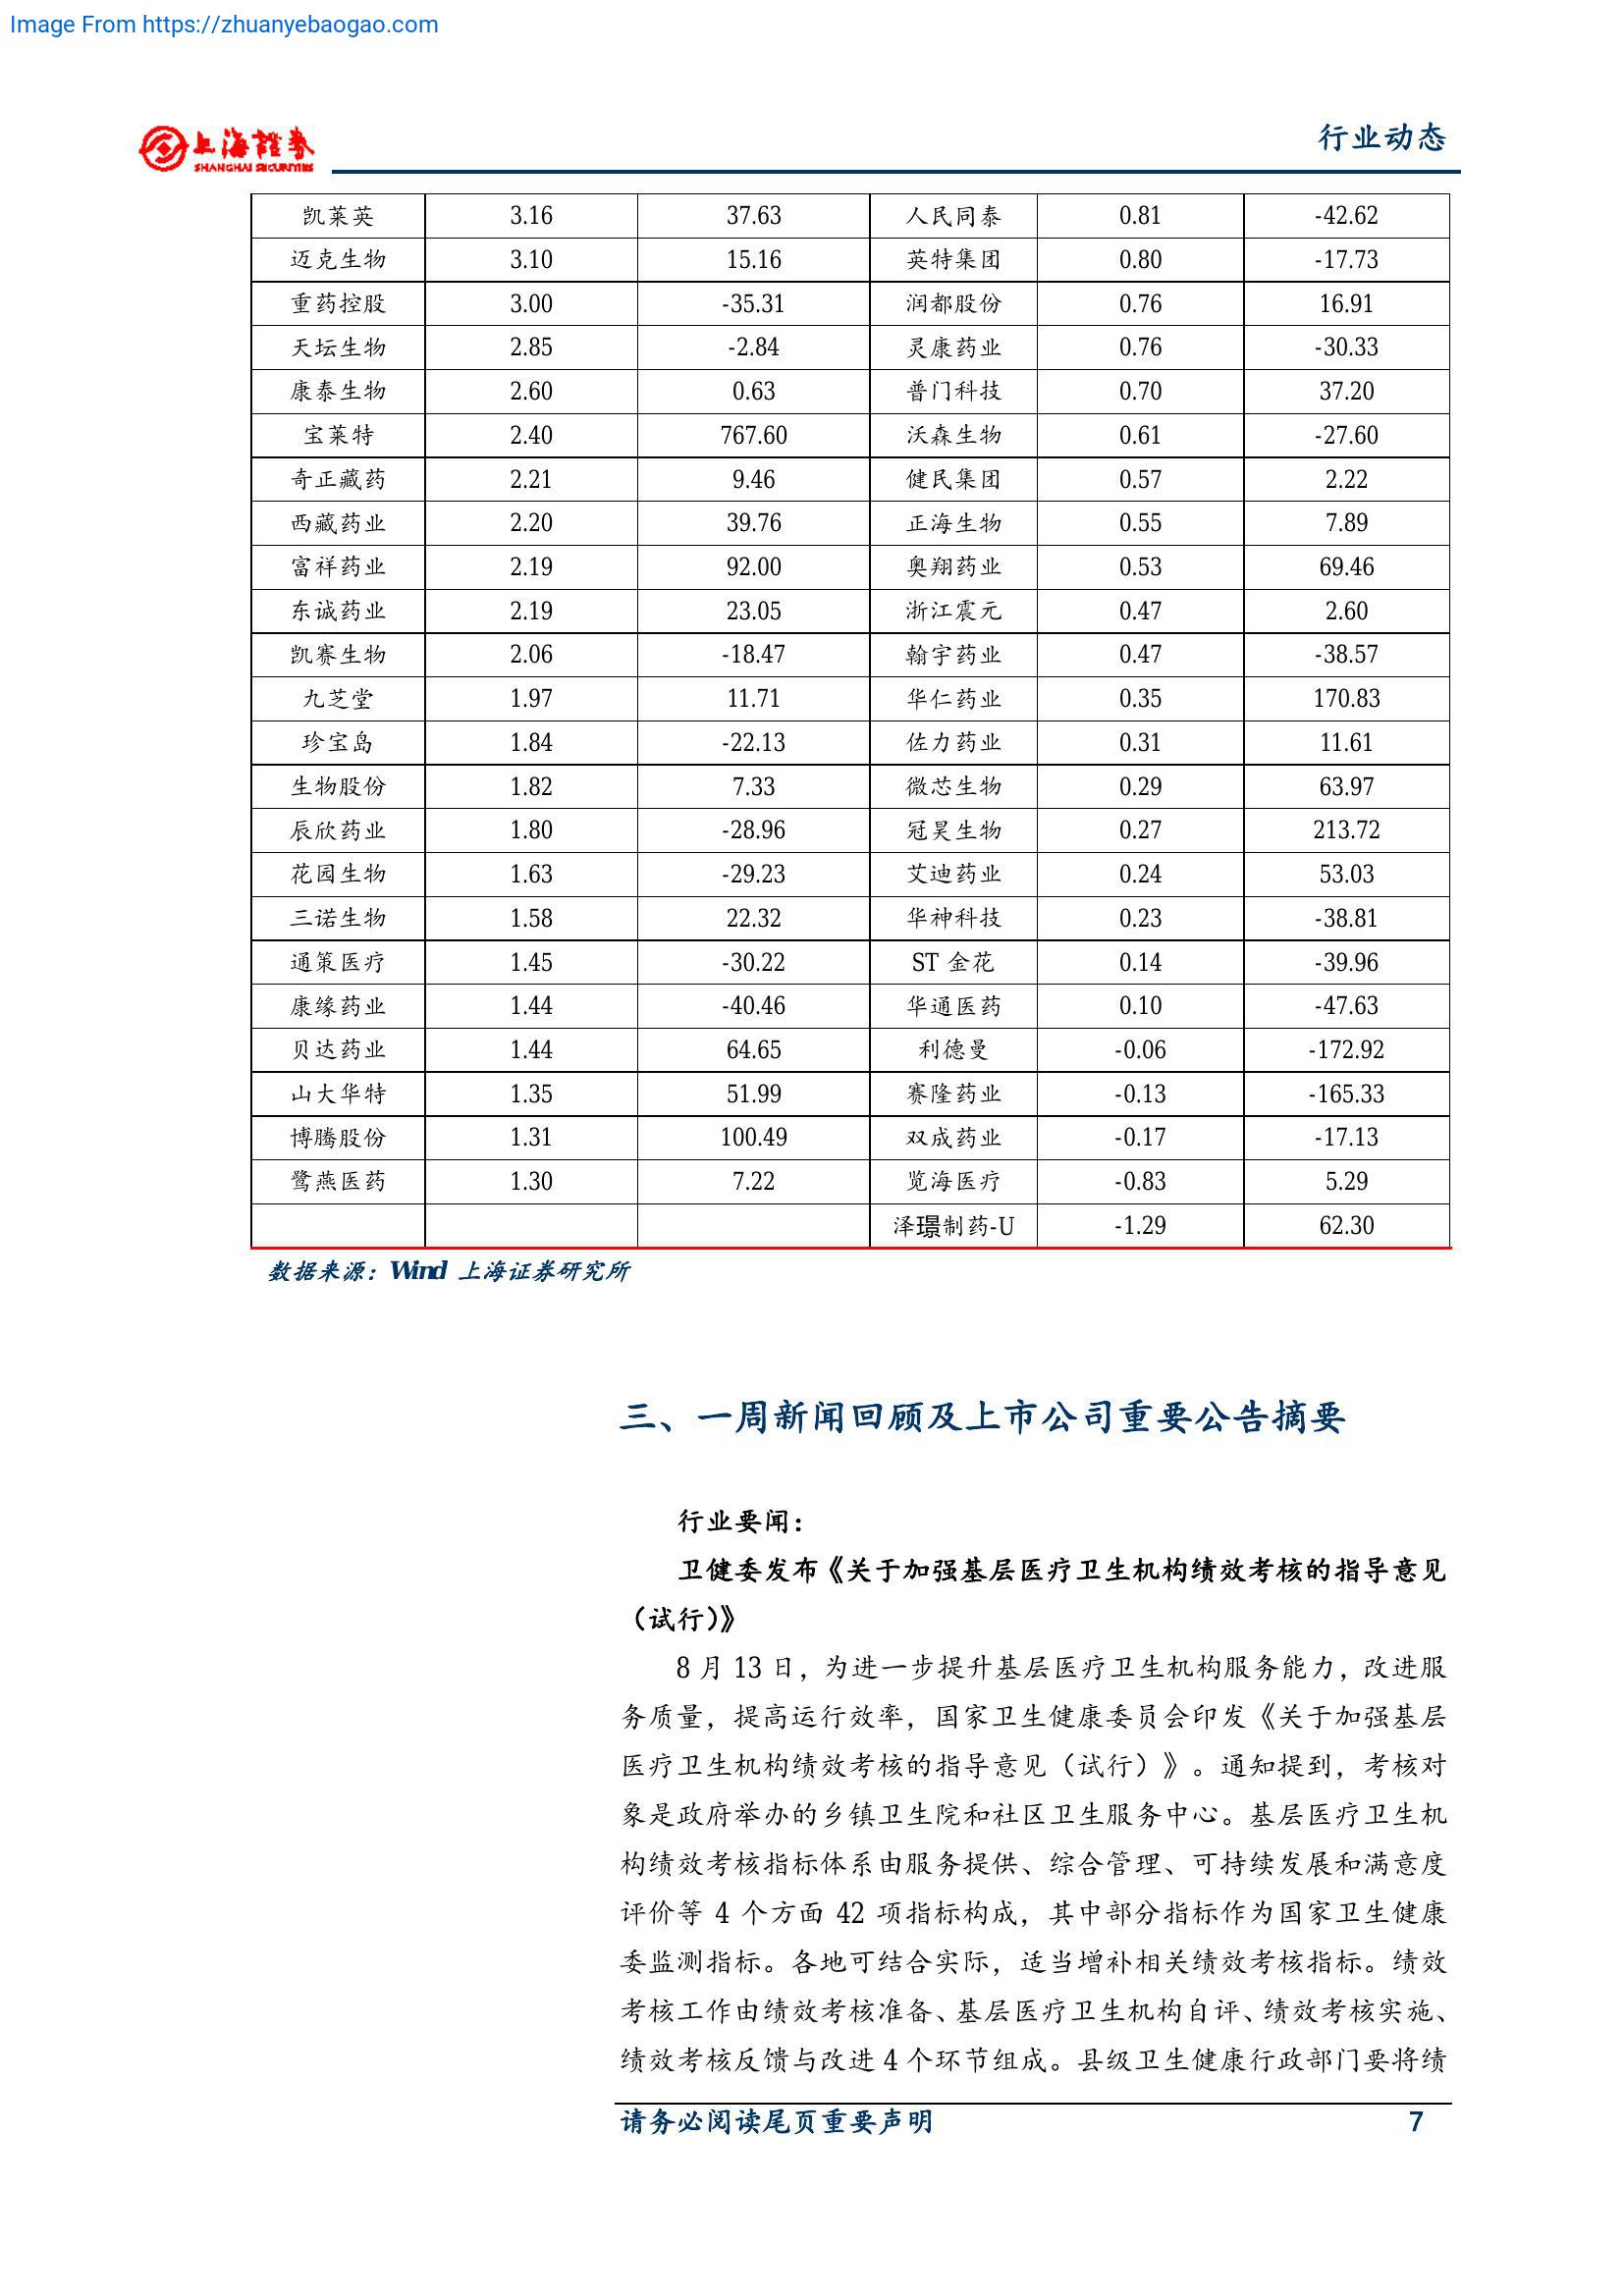 Image From https://zhuanyebaogao.com
上海證券
SHANGHAI SECURITIES
行业动态
凯莱英 3.16 37.63 人民同泰 0.81 -42.62
迈克生物 3.10 15.16 英特集团 0.80 -17.73
重药控股 3.00 -35.31 润都股份 0.76 16.91
天坛生物 2.85 -2.84 灵康药业 0.76 -30.33
康泰生物 2.60 0.63 普门科技 0.70 37.20
宝莱特 2.40 767.60 沃森生物 0.61 -27.60
奇正藏药 2.21 9.46 健民集团 0.57 2.22
西藏药业 2.20 39.76 正海生物 0.55 7.89
富祥药业 2.19 92.00 奥翔药业 0.53 69.46
东诚药业 2.19 23.05 浙江震元 0.47 2.60
凯赛生物 2.06 -18.47 翰宇药业 0.47 -38.57
九芝堂 1.97 11.71 华仁药业 0.35 170.83
珍宝岛 1.84 -22.13 佐力药业 0.31 11.61
生物股份 1.82 7.33 微芯生物 0.29 63.97
辰欣药业 1.80 -28.96 冠昊生物 0.27 213.72
花园生物 1.63 -29.23 艾迪药业 0.24 53.03
三诺生物 1.58 22.32 华神科技 0.23 -38.81
通策医疗 1.45 -30.22 ST 金花 0.14 -39.96
康缘药业 1.44 -40.46 华通医药 0.10 -47.63
贝达药业 1.44 64.65 利德曼 -0.06 -172.92
山大华特 1.35 51.99 赛隆药业 -0.13 -165.33
博腾股份 1.31 100.49 双成药业 -0.17 -17.13
鹭燕医药 1.30 7.22 览海医疗 -0.83 5.29
泽璟制药-U -1.29 62.30
数据来源：Wind 上海证券研究所
三、一周新闻回顾及上市公司重要公告摘要
行业要闻：
卫健委发布《关于加强基层医疗卫生机构绩效考核的指导意见
（试行）》
8 月 13 日，为进一步提升基层医疗卫生机构服务能力，改进服
务质量，提高运行效率，国家卫生健康委员会印发《关于加强基层
医疗卫生机构绩效考核的指导意见（试行）》。通知提到，考核对
象是政府举办的乡镇卫生院和社区卫生服务中心。基层医疗卫生机
构绩效考核指标体系由服务提供、综合管理、可持续发展和满意度
评价等 4 个方面 42 项指标构成，其中部分指标作为国家卫生健康
委监测指标。各地可结合实际，适当增补相关绩效考核指标。绩效
考核工作由绩效考核准备、基层医疗卫生机构自评、绩效考核实施、
绩效考核反馈与改进 4 个环节组成。县级卫生健康行政部门要将绩
请务必阅读尾页重要声明 7